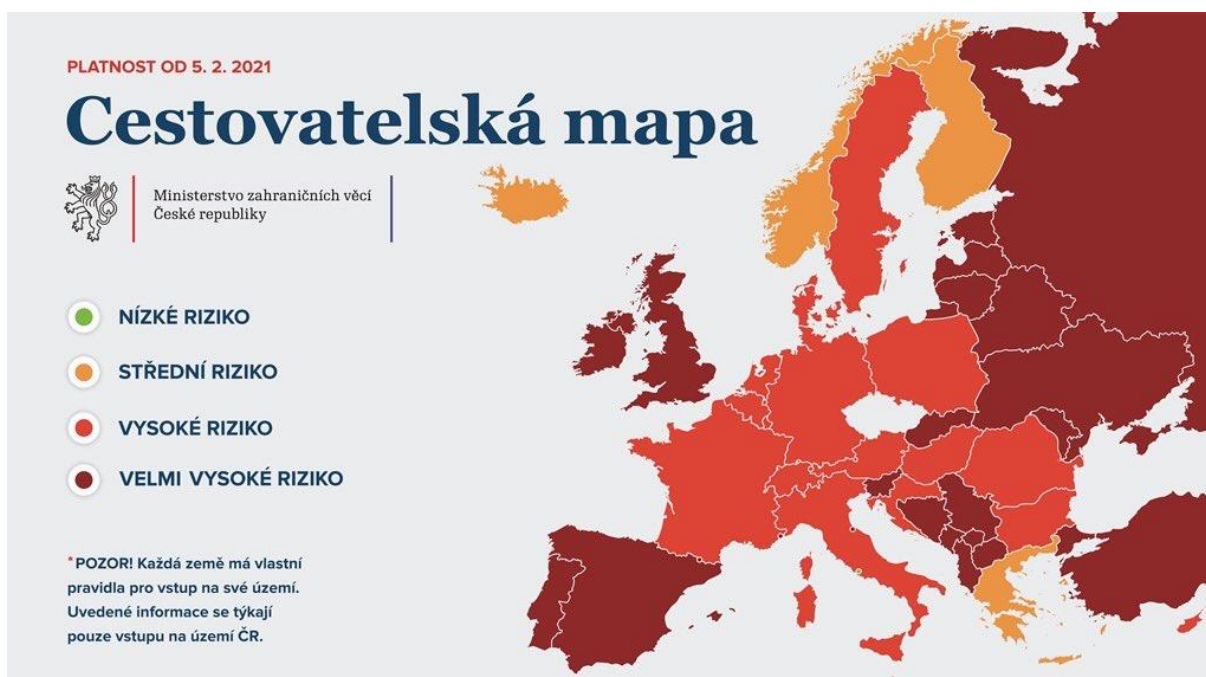 PLATNOST OD 5. 2. 2021
Cestovatelská mapa
Ministerstvo zahraničních věcí
České republiky
NÍZKÉ RIZIKO
STŘEDNÍ RIZIKO
VYSOKÉ RIZIKO
VELMI VYSOKÉ RIZIKO
*POZOR! Každá země má vlastní
pravidla pro vstup na své území.
Uvedené informace se týkají
pouze vstupu na území ČR.